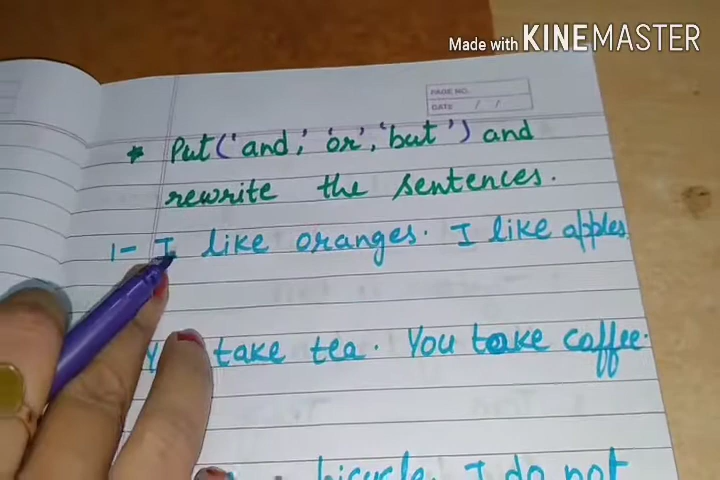 Made with KINEMASTER
PAGE NO.
DATE / /
* Put ('and,' 'or', 'but') and
rewrite the sentences.
1- I like oranges. I like apples.
take tea. You take coffee.
bicycle. I do not